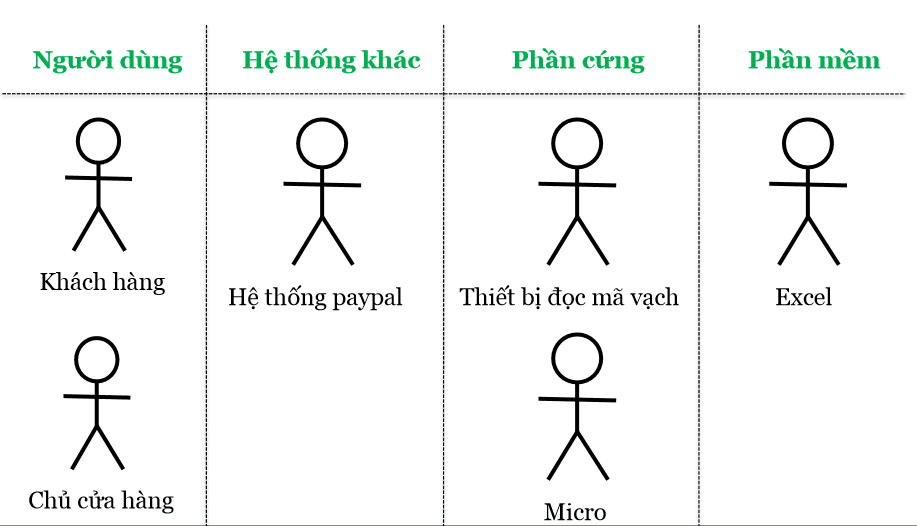 Người dùng
Hệ thống khác
Phần cứng
Phần mềm
Khách hàng
Hệ thống paypal
Thiết bị đọc mã vạch
Excel
Chủ cửa hàng
Micro